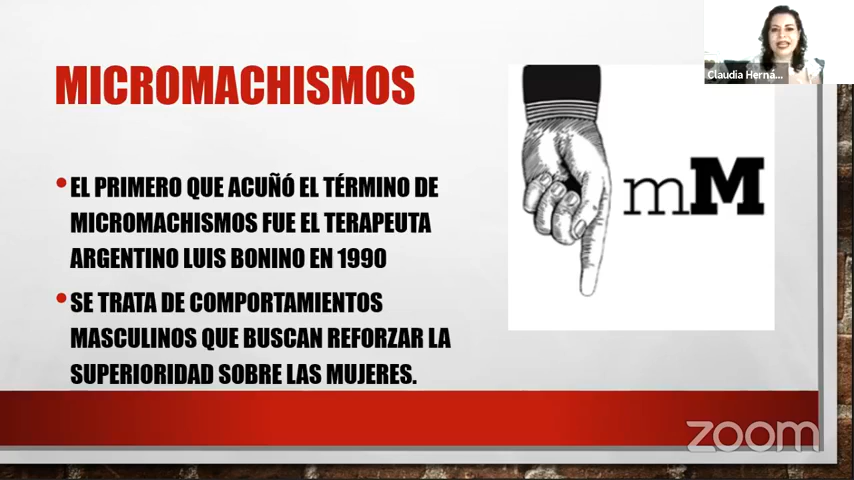 MICROMACHISMOS
•EL PRIMERO QUE ACUÑÓ EL TÉRMINO DE
MICROMACHISMOS FUE EL TERAPEUTA
ARGENTINO LUIS BONINO EN 1990
•SE TRATA DE COMPORTAMIENTOS
MASCULINOS QUE BUSCAN REFORZAR LA
SUPERIORIDAD SOBRE LAS MUJERES.
mM
Claudia Herná...
zoom